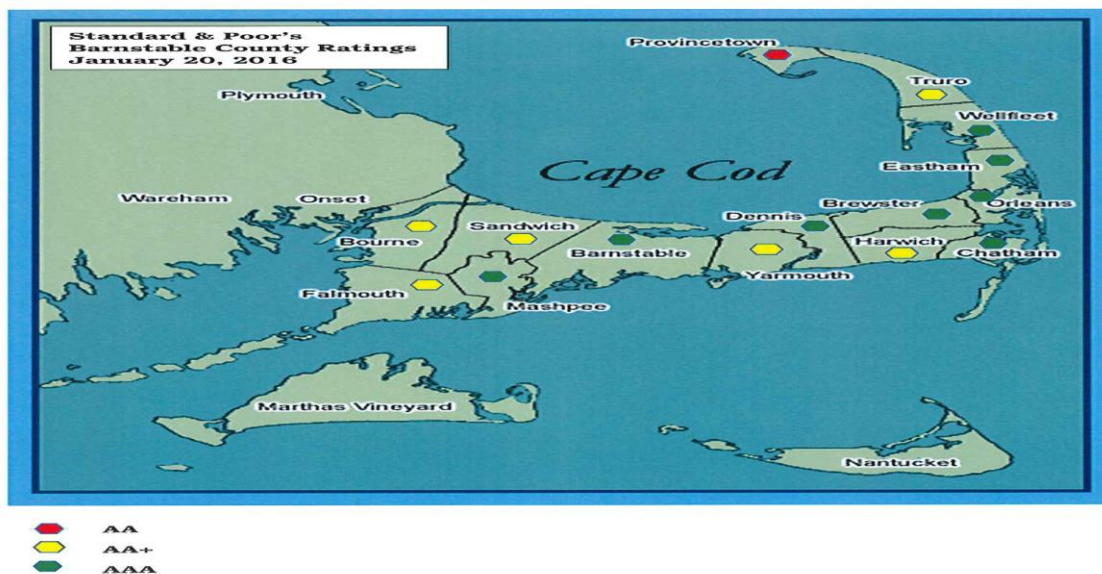 Standard & Poor's
Barnstable County Ratings
January 20, 2016
Provincetown
Plymouth
Truro
Wellfleet
Cape Cod
Eastham
Wareham
Onset
Brewster
Orleans
Dennis
Sandwich
Bourne
Barnstable
Harwich
Chatham
Yarmouth
Falmouth
Mashpee
Marthas Vineyard
Nantucket
AA
AA+
AAA